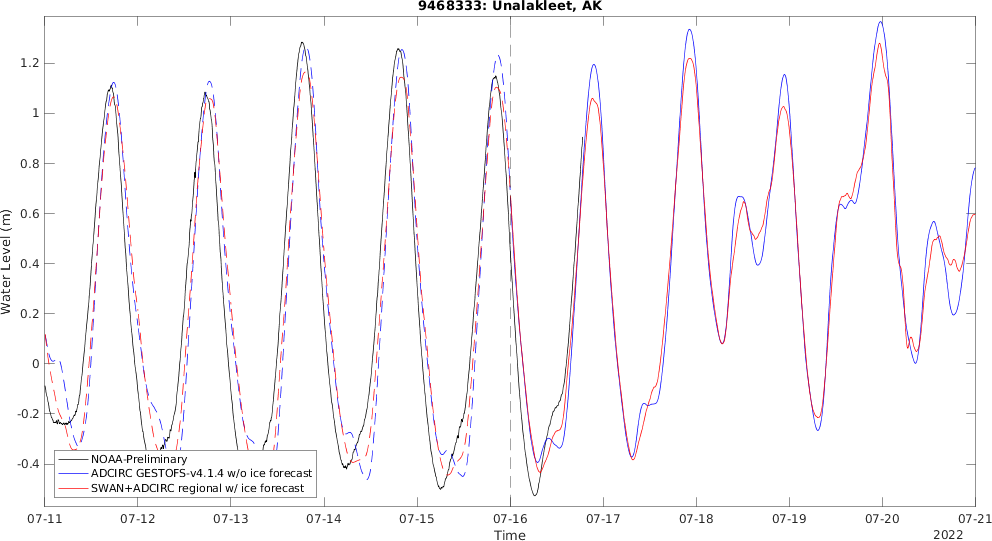 9468333: Unalakleet, AK
Water Level (m)
1.2
1
0.8
0.6
0.4
0.2
0
-0.2
-0.4
NOAA-Preliminary
ADCIRC GESTOFS-v4.1.4 w/o ice forecast
SWAN+ADCIRC regional w/ ice forecast
07-11 07-12 07-13 07-14 07-15 07-16 07-17 07-18 07-19 07-20 07-21
Time
2022